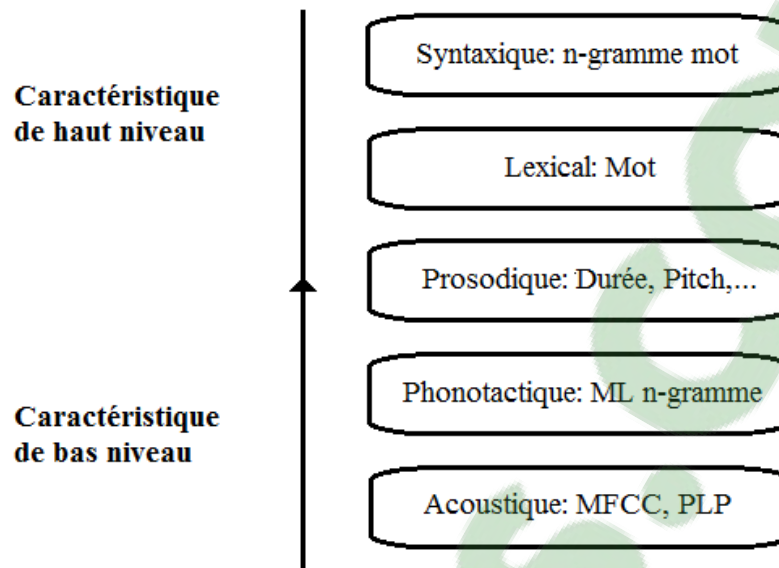 Syntaxique: n-gramme mot
Caractéristique
de haut niveau
Lexical: Mot
Prosodique: Durée, Pitch,...
Phonotactique: ML n-gramme
Caractéristique
de bas niveau
Acoustique: MFCC, PLP